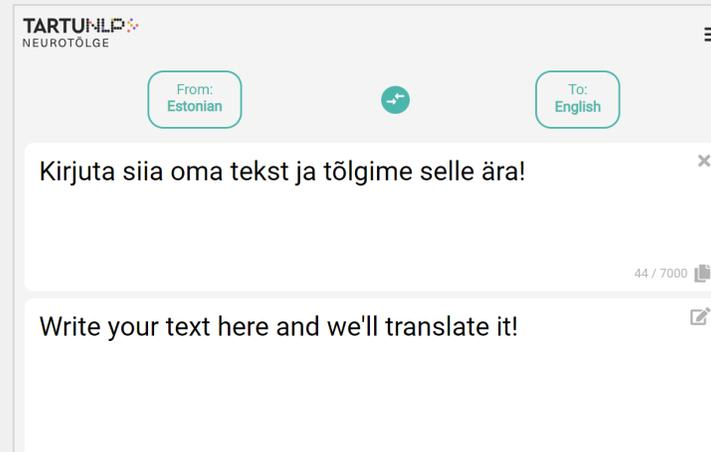 TARTUNLP
NEUROTÕLGE
From:
Estonian
To:
English
Kirjuta siia oma tekst ja tõlgime selle ära!
44 / 7000
Write your text here and we'll translate it!